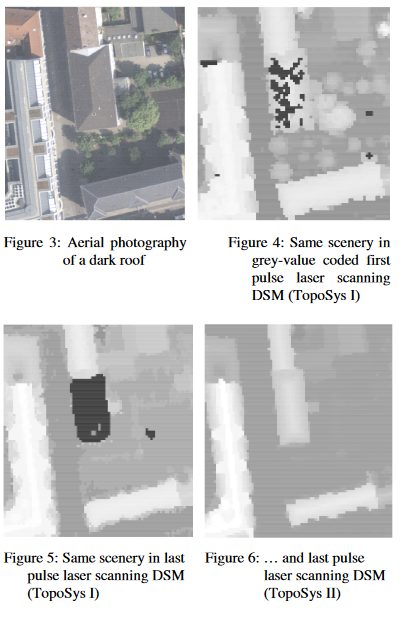 Figure 3: Aerial photography
of a dark roof
Figure 4: Same scenery in
grey-value coded first
pulse laser scanning
DSM (TopoSys I)
Figure 5: Same scenery in last
pulse laser scanning DSM
(TopoSys I)
Figure 6: … and last pulse
laser scanning DSM
(TopoSys II)